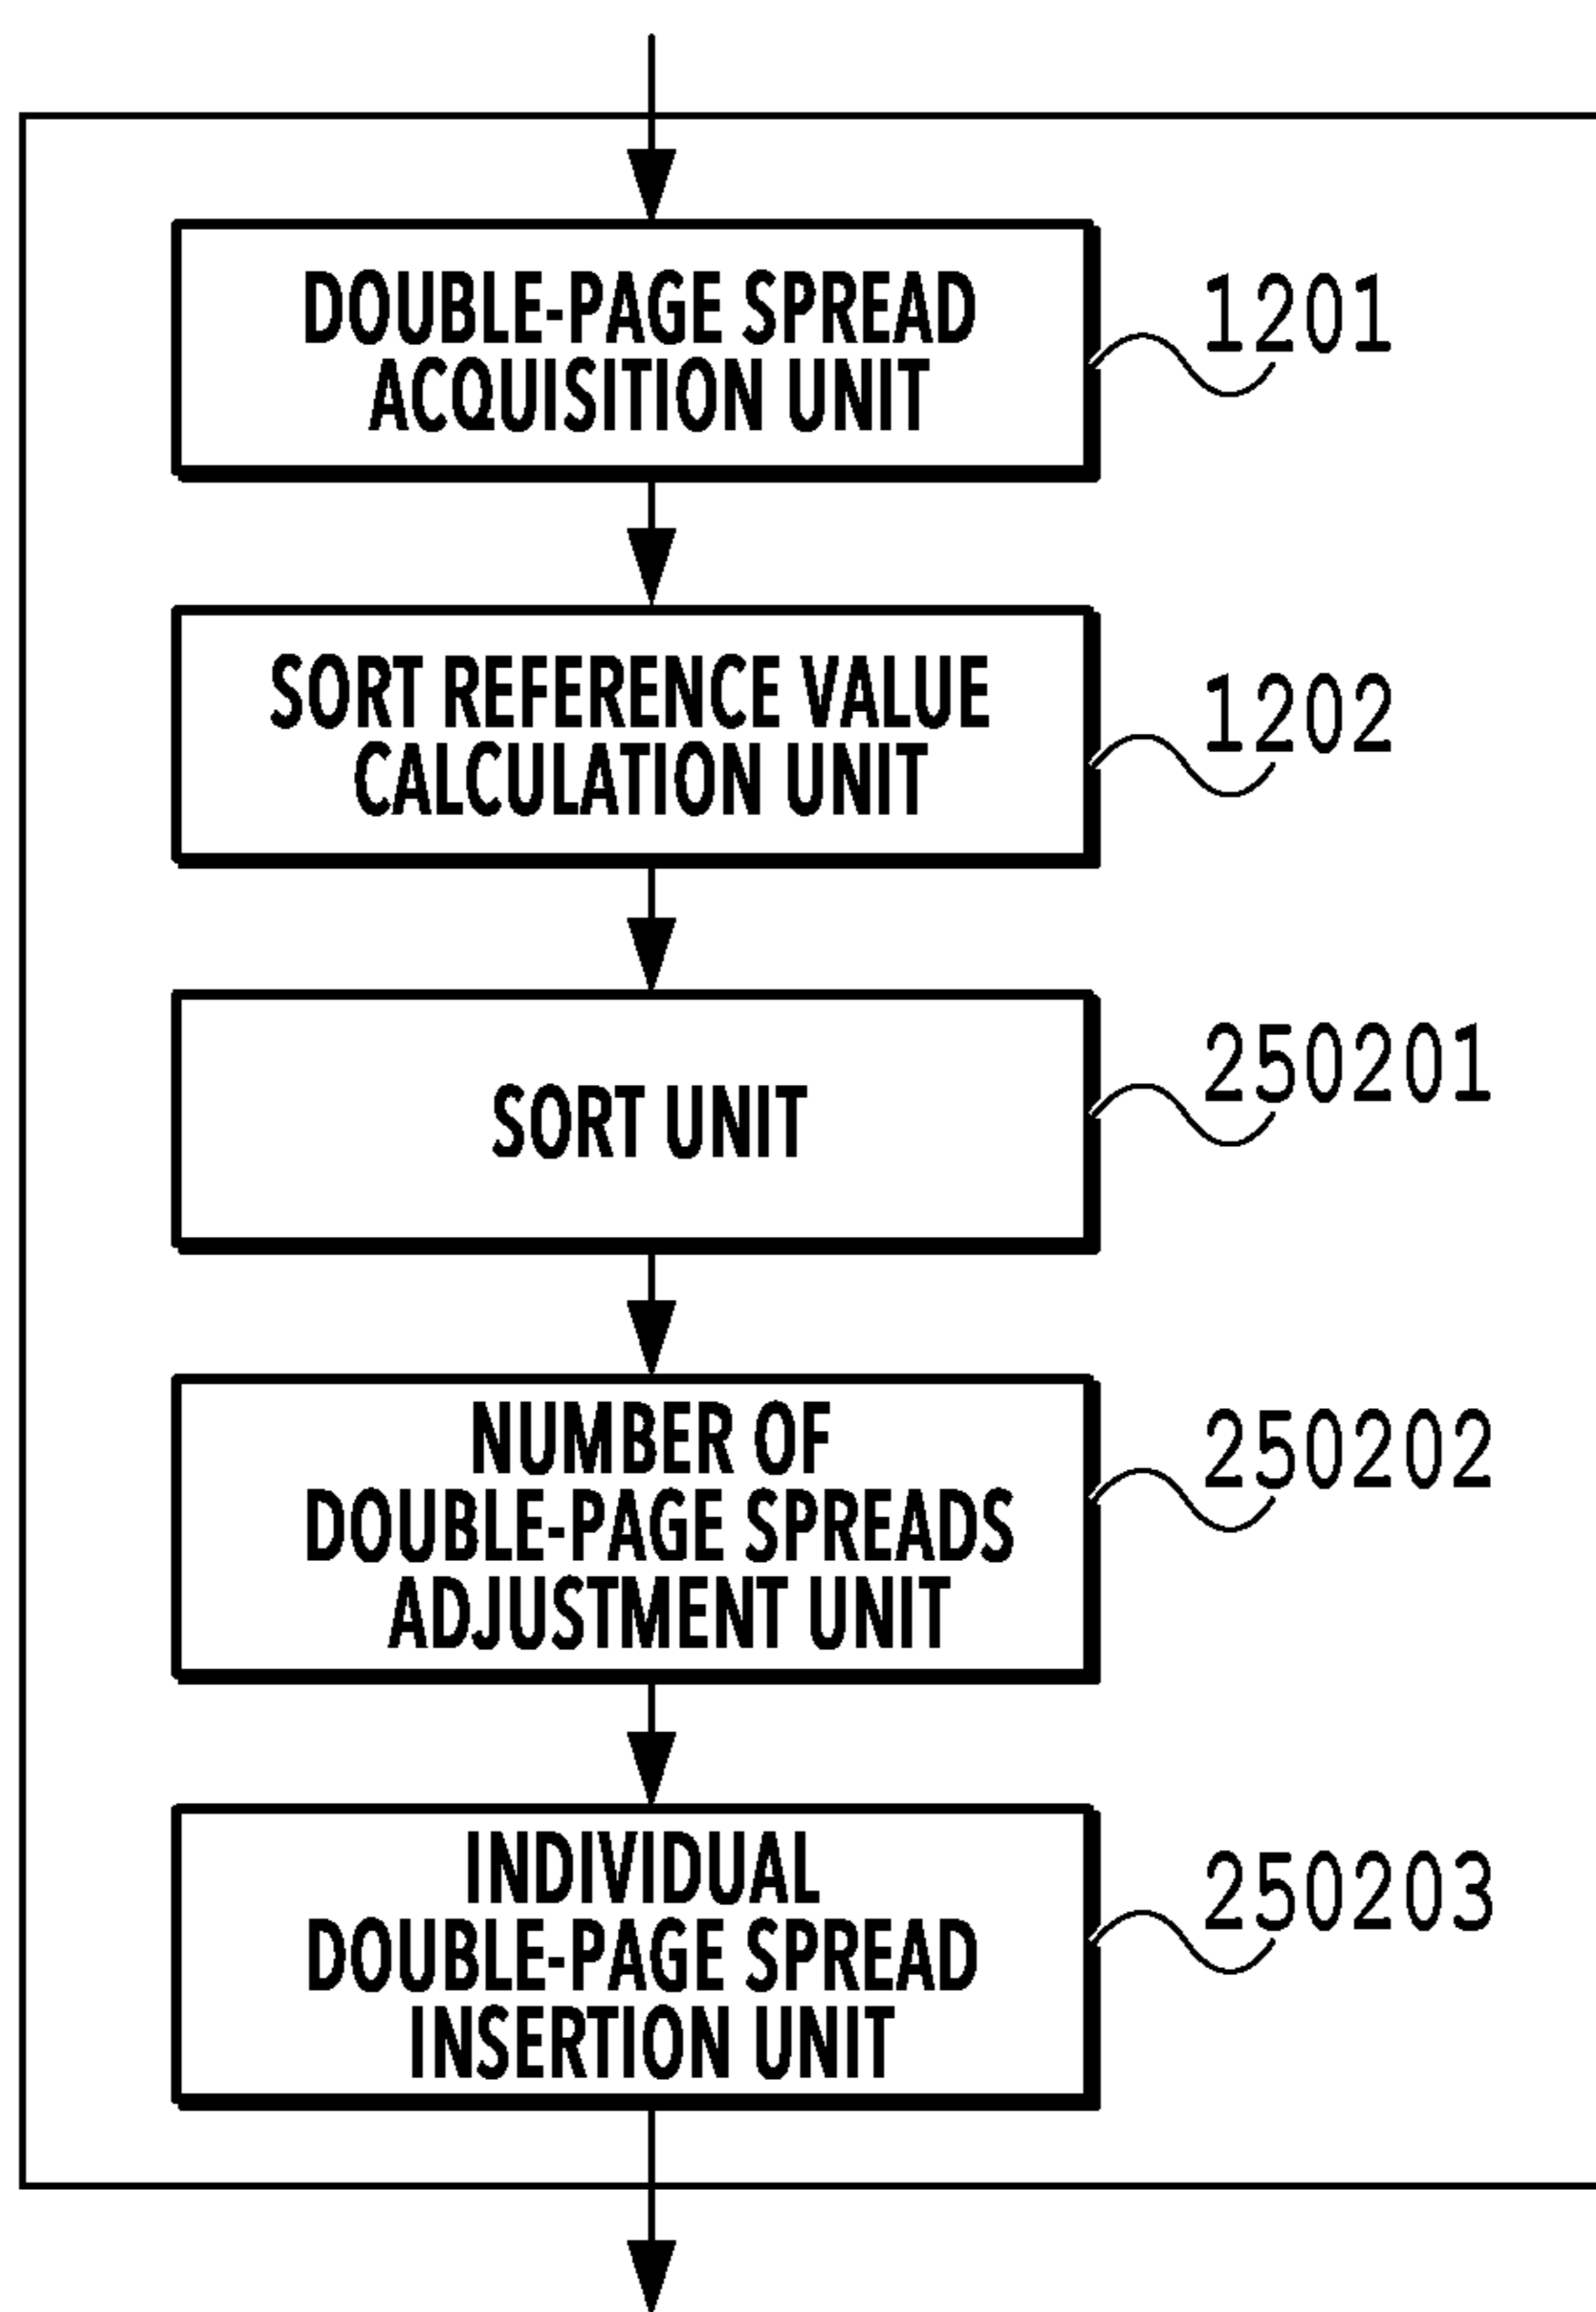 DOUBLE-PAGE SPREAD
ACQUISITION UNIT
1201
SORT REFERENCE VALUE
CALCULATION UNIT
1202
SORT UNIT
250201
NUMBER OF
DOUBLE-PAGE SPREADS
ADJUSTMENT UNIT
250202
INDIVIDUAL
DOUBLE-PAGE SPREAD
INSERTION UNIT
250203